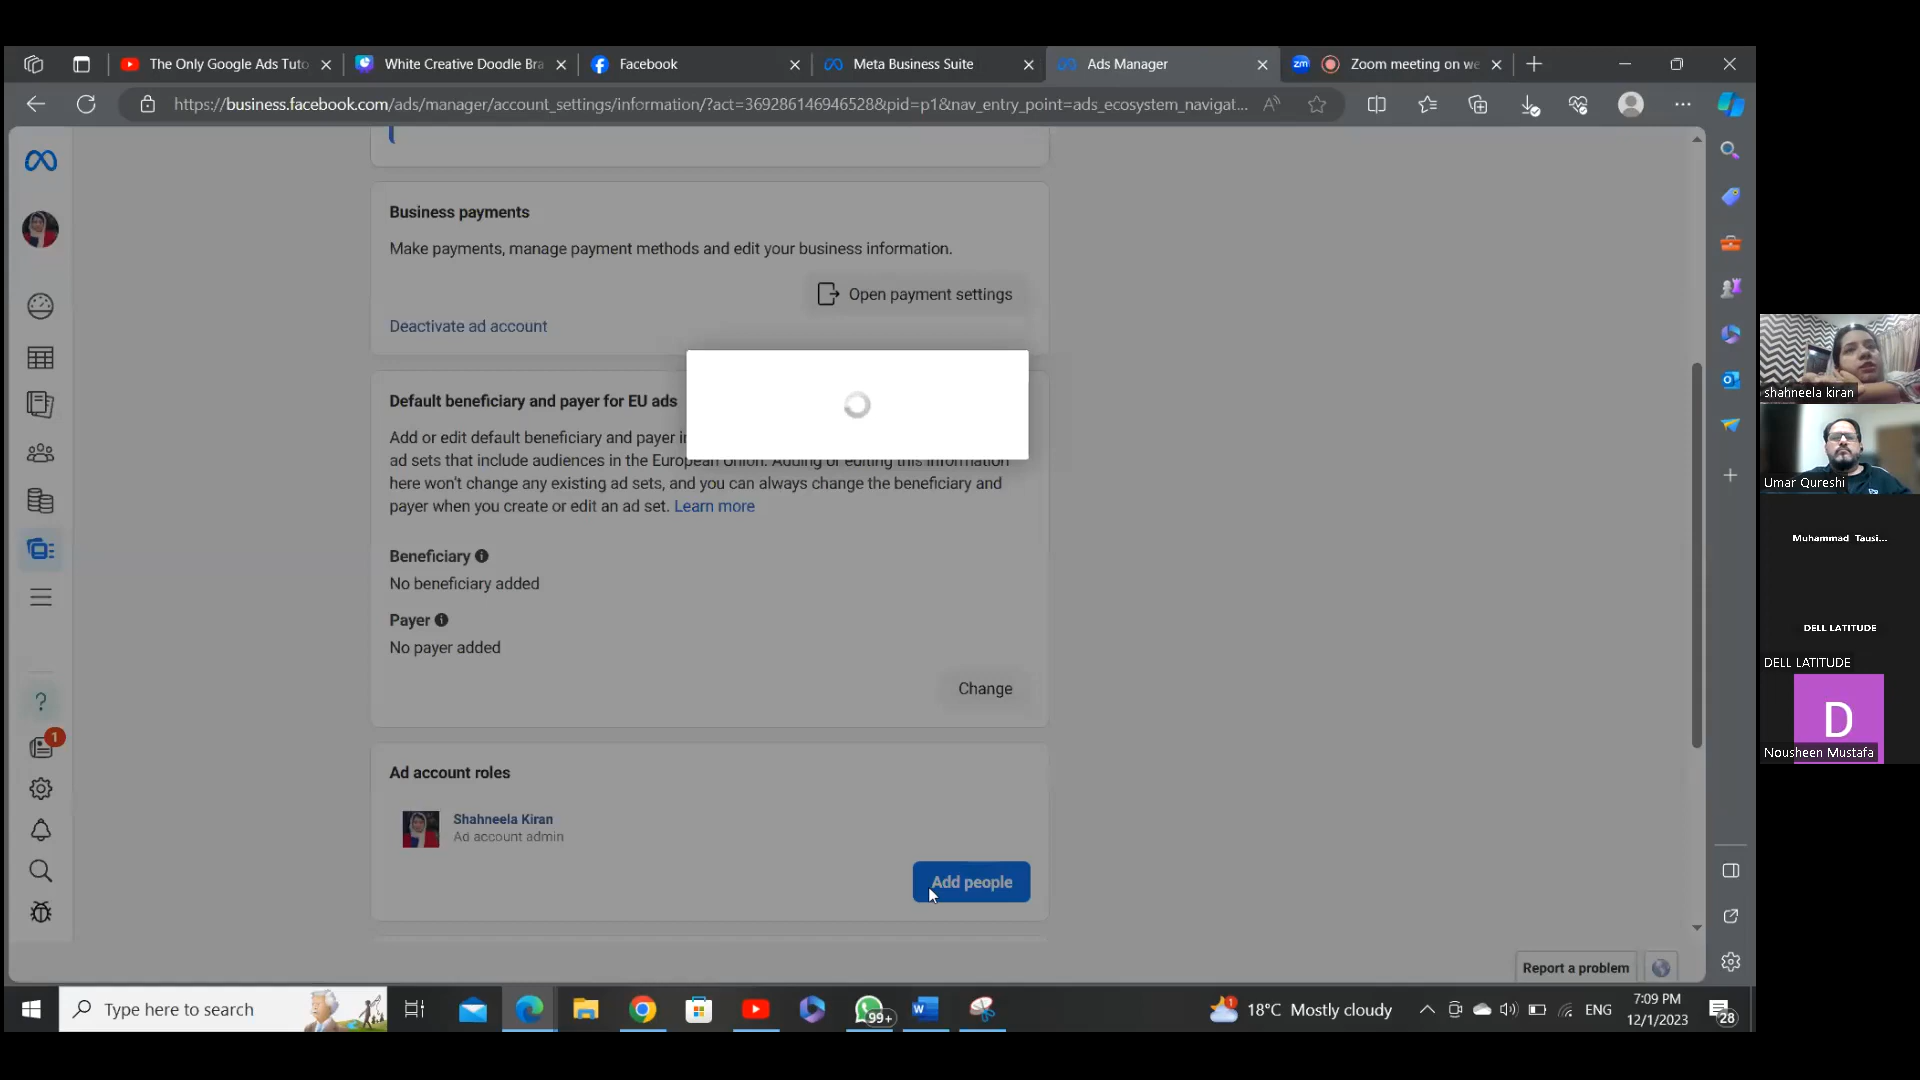 The Only Google Ads Tuto
White Creative Doodle Bra
Facebook
Meta Business Suite
Ads Manager
zm
Zoom meeting on we
https://business.facebook.com/ads/manager/account_settings/information/?act=369286146946528&pid=p1&nav_entry_point=ads_ecosystem_navigat...
Business payments
Make payments, manage payment methods and edit your business information.
Open payment settings
Deactivate ad account
Default beneficiary and payer for EU ads
Add or edit default beneficiary and payer
ad sets that include audiences in the European Union. Adding or editing this information
here won't change any existing ad sets, and you can always change the beneficiary and
payer when you create or edit an ad set. Learn more
Beneficiary
No beneficiary added
Payer
No payer added
Change
Ad account roles
Shahneela Kiran
Ad account admin
Add people
1
Report a problem
shahneela kiran
Umar Qureshi
Muhammad Tausi...
DELL LATITUDE
DELL LATITUDE
D
Nousheen Mustafa
Type here to search
99+
18°C Mostly cloudy
ENG
7:09 PM
12/1/2023
28